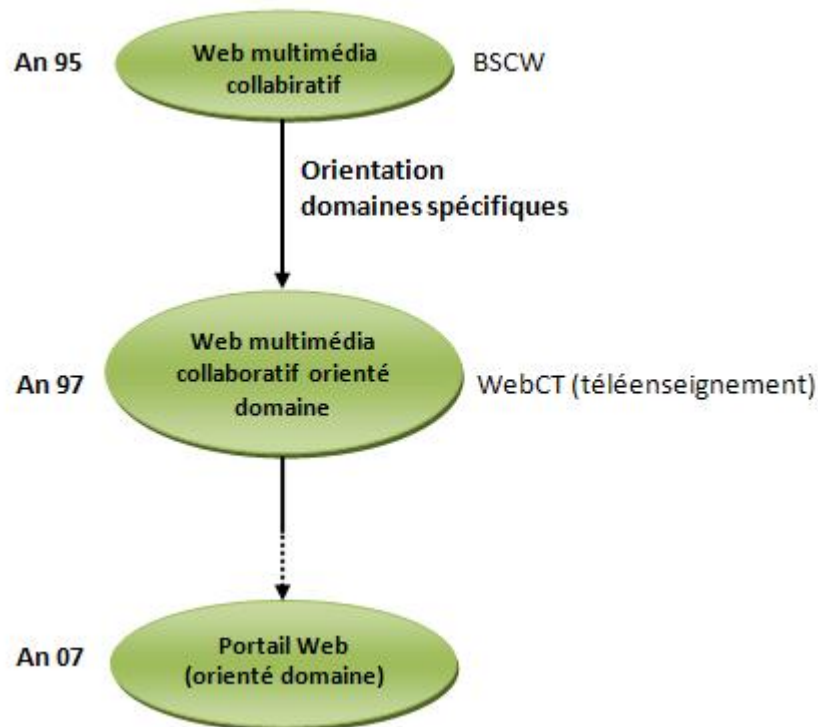 An 95
Web multimédia
collabiratif
BSCW
Orientation
domaines spécifiques
An 97
Web multimédia
collaboratif orienté
domaine
WebCT (téléenseignement)
An 07
Portail Web
(orienté domaine)